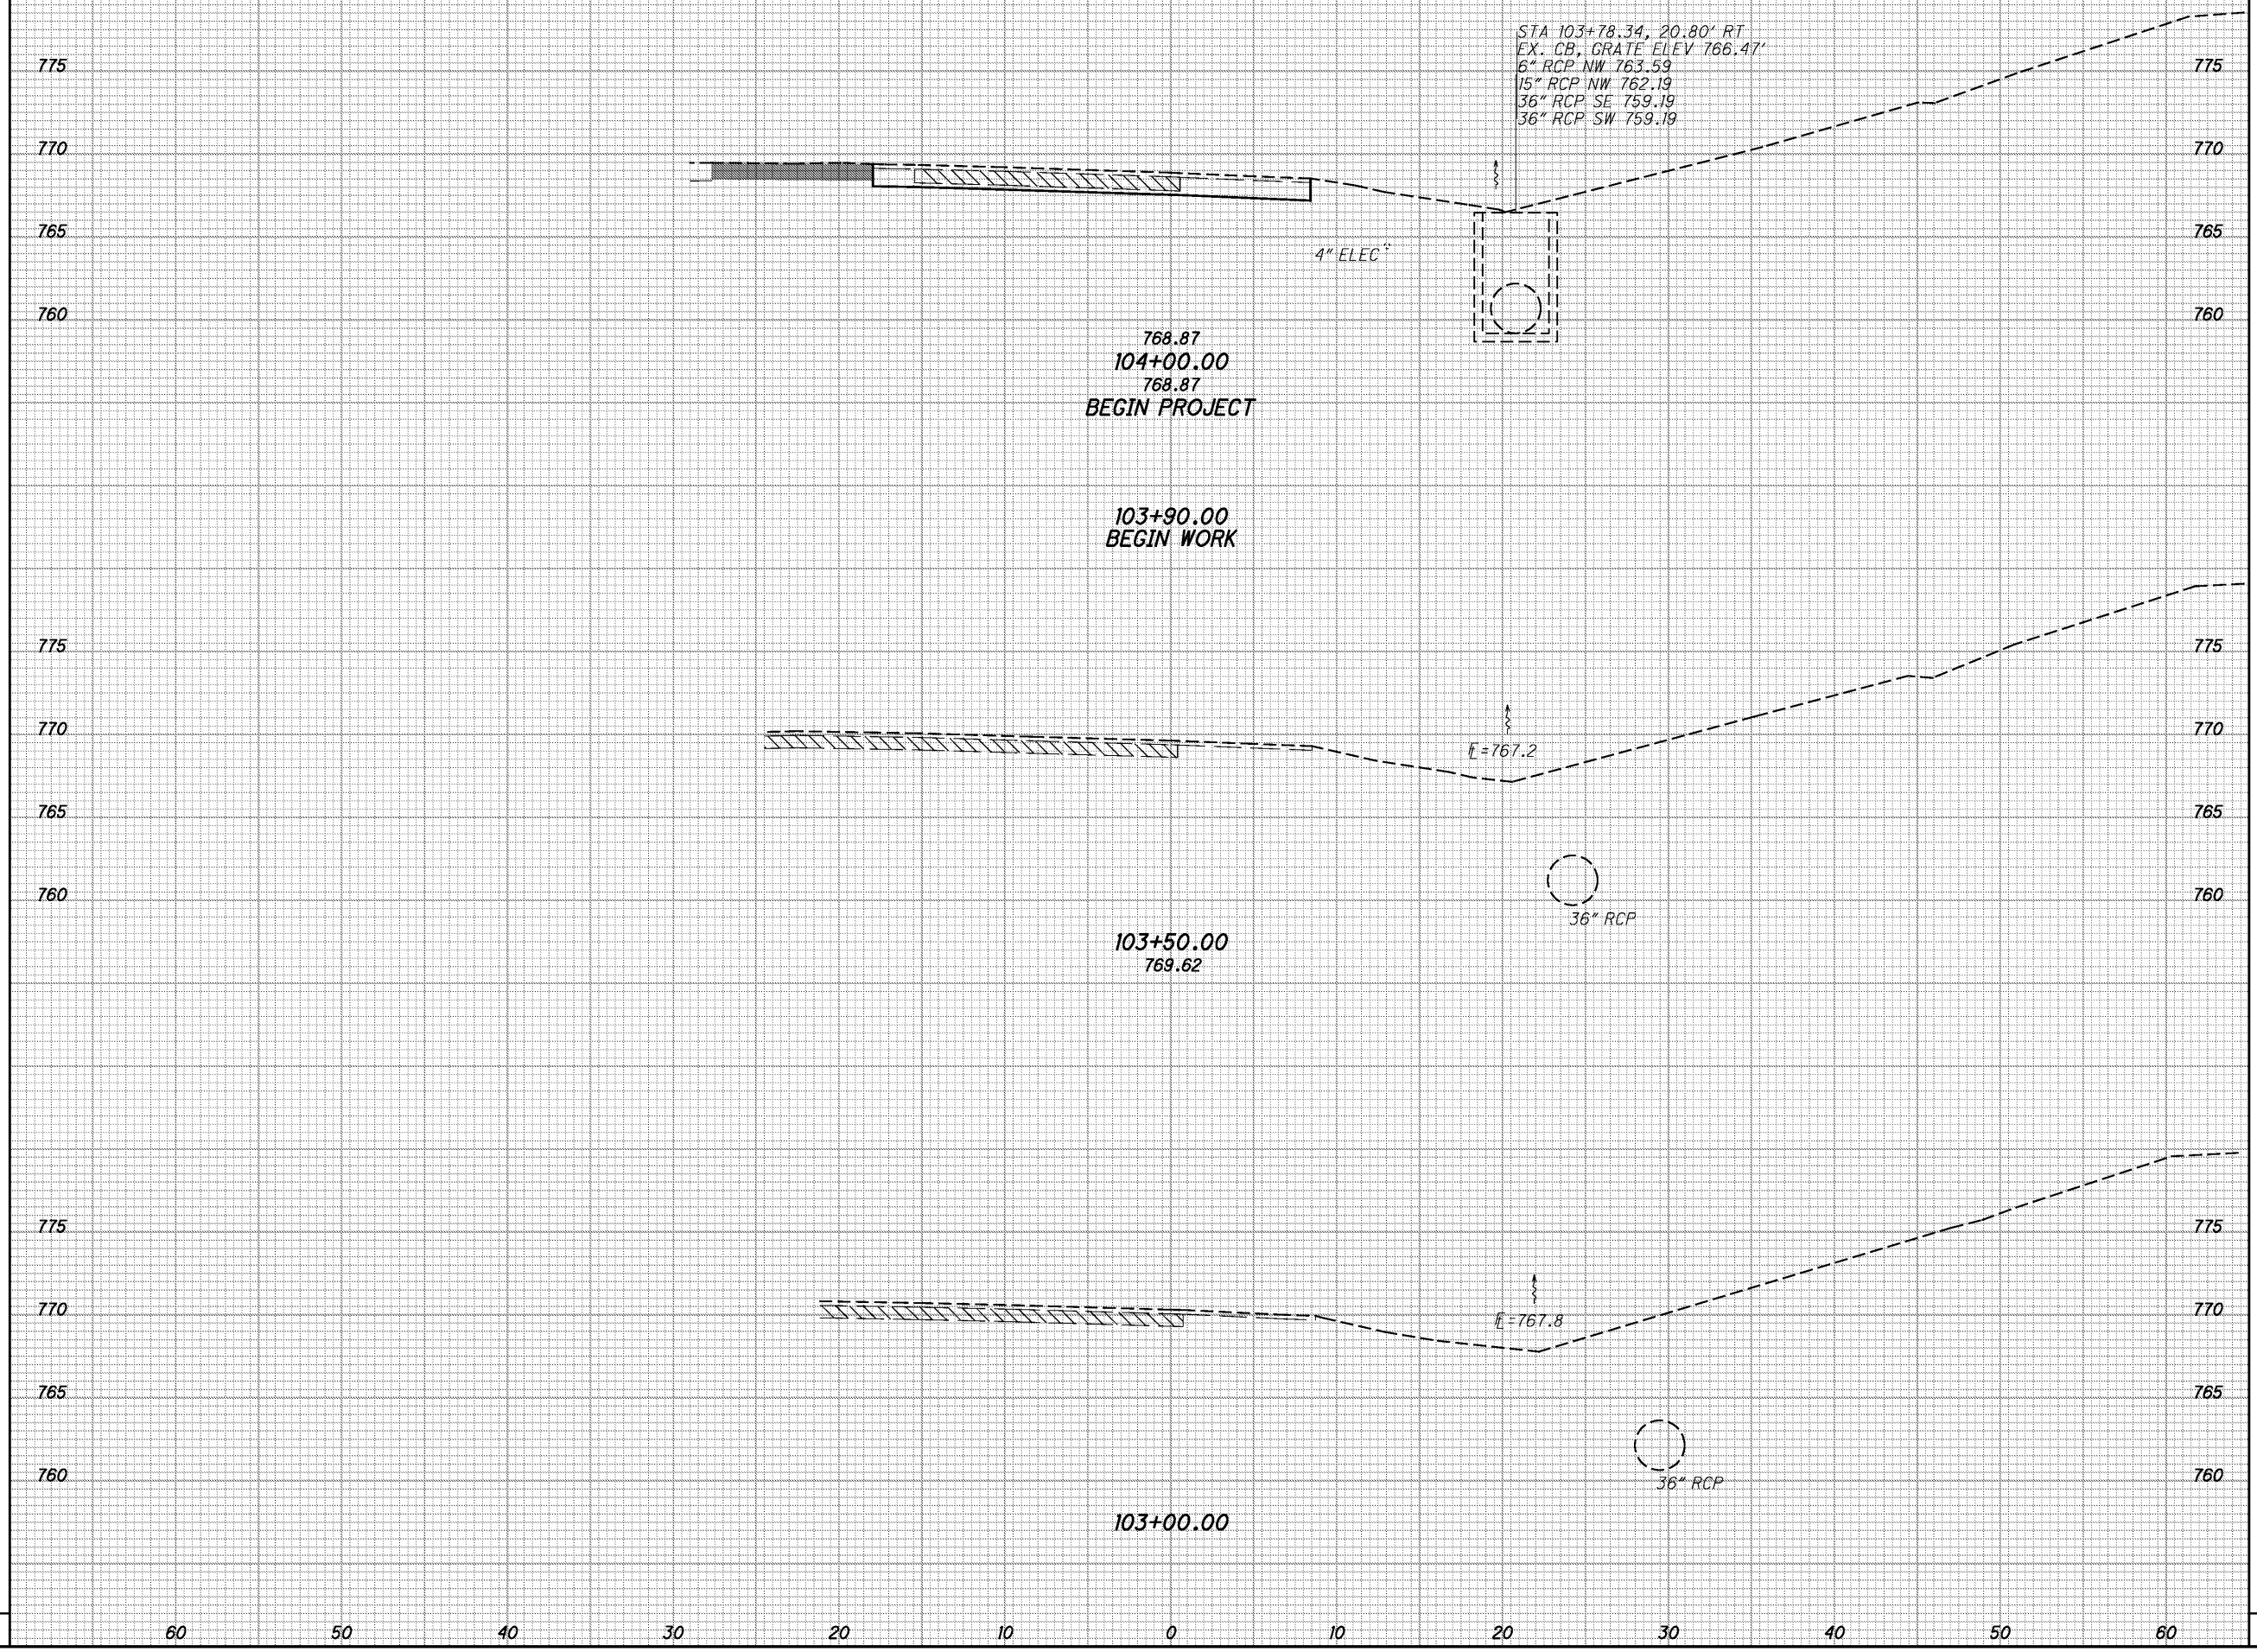 STA 103+78.34, 20.80' RT
EX. CB, GRATE ELEV 766.47'
6" RCP NW 763.59
15" RCP NW 762.19
36" RCP SE 759.19
36" RCP SW 759.19
775 775
770 770
765 765
4" ELEC
760 760
768.87
104+00.00
768.87
BEGIN PROJECT
103+90.00
BEGIN WORK
775 775
770 770
FL=767.2
765 765
760 760
36" RCP
103+50.00
769.62
775 775
770 770
FL=767.8
765 765
760 760
36" RCP
103+00.00
60 50 40 30 20 10 0 10 20 30 40 50 60